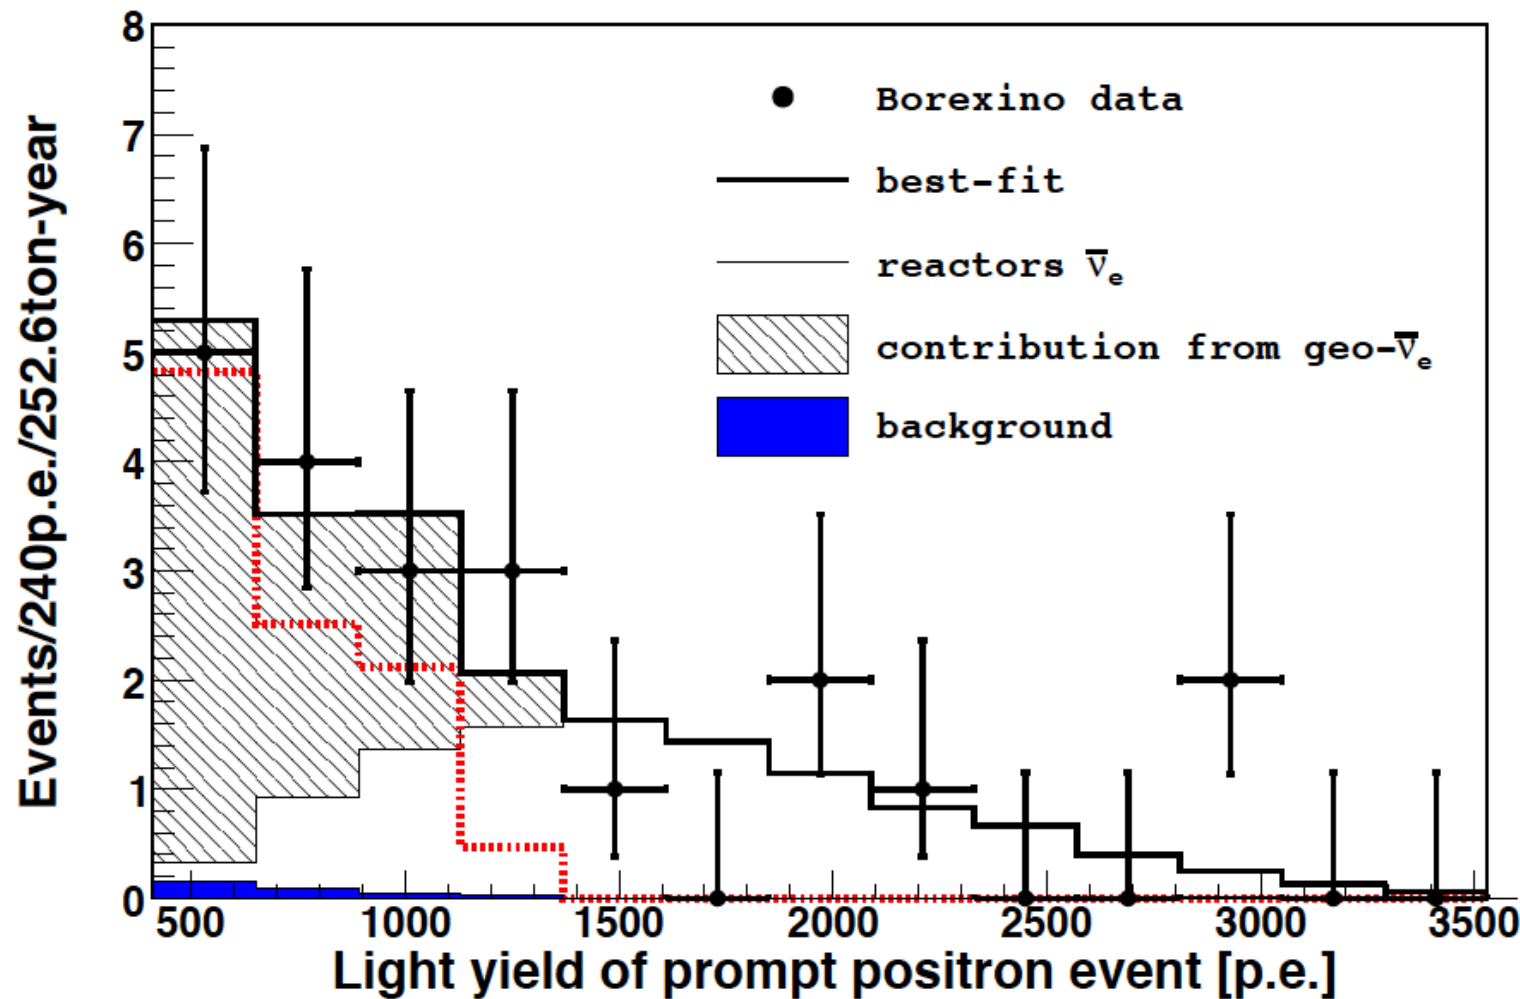 Events/240p.e./252.6ton-year
8
7
6
5
4
3
2
1
0
Borexino data
best-fit
reactors ν̅e
contribution from geo-ν̅e
background
500 1000 1500 2000 2500 3000 3500
Light yield of prompt positron event [p.e.]